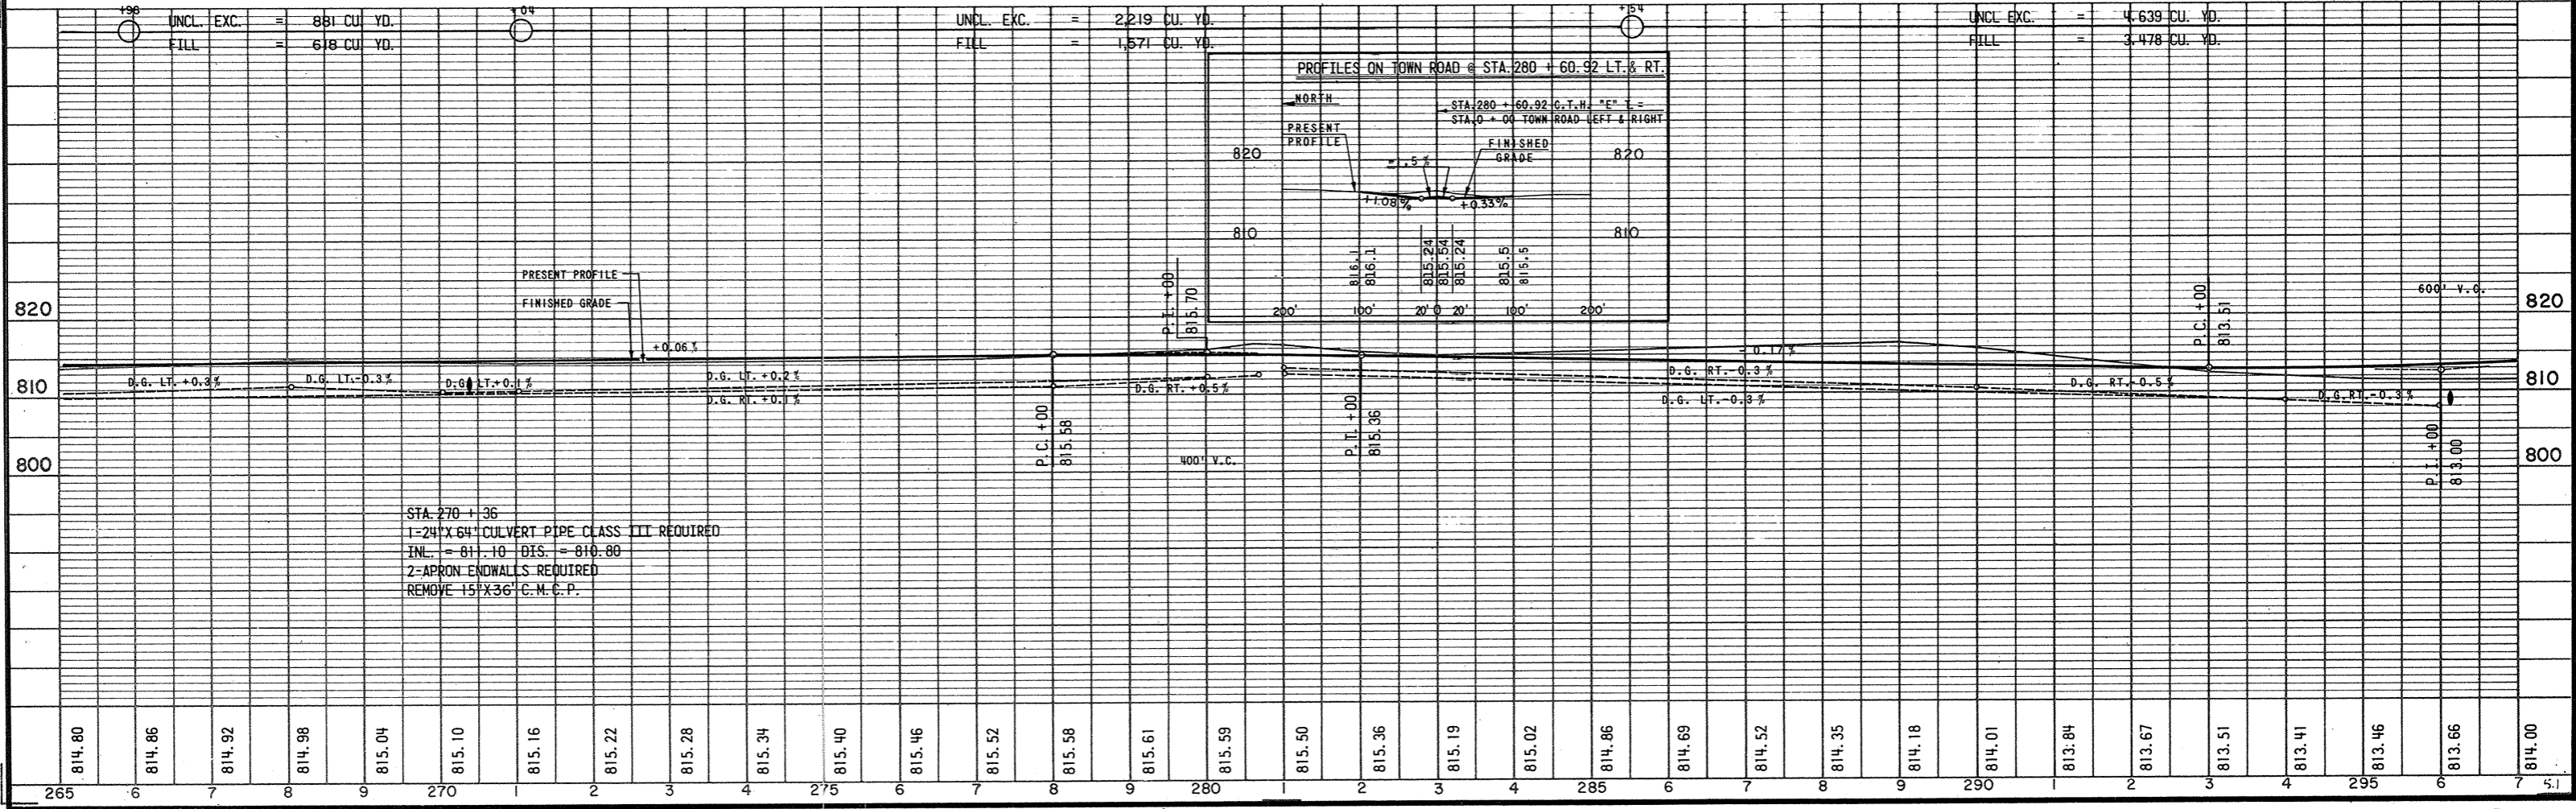 +98 UNCL. EXC. = 881 CU. YD. +04 UNCL. EXC. = 2,219 CU. YD. +54 UNCL EXC. = 4,639 CU. YD.
FILL = 618 CU YD. FILL = 1,571 CU. YD. FILL = 3,478 CU. YD.
PROFILES ON TOWN ROAD @ STA. 280 + 60.92 LT. & RT.
NORTH
STA. 280 + 60.92 C.T.H. "E" =
STA. 0 + 00 TOWN ROAD LEFT & RIGHT
PRESENT
PROFILE
FINISHED
GRADE
820 820
1.5%
+1.08% +0.33%
810 810
816.1 816.1 815.24 815.54 815.24 815.5 815.5
200' 100' 20' 0 20' 100' 200'
PRESENT PROFILE
FINISHED GRADE
P.I. +00
815.70
P.C. +00
813.51
600' V.C.
820 820
+0.06% - 0.17%
D.G. LT. +0.3% D.G. LT.-0.3% D.G. LT.+0.1% D.G. LT. +0.2% D.G. RT. +0.5% D.G. RT.-0.3% D.G. RT.-0.5%
810 810
D.G. RT. +0.1% D.G. LT.-0.3% D.G.RT.-0.3%
P.C. +00
815.58
P.T. +00
815.36
400' V.C.
P.I. +00
813.00
800 800
STA. 270 + 36
1-24"X 64' CULVERT PIPE CLASS III REQUIRED
INL. = 811.10 DIS. = 810.80
2-APRON ENDWALLS REQUIRED
REMOVE 15"X36' C.M.C.P.
814.80 814.86 814.92 814.98 815.04 815.10 815.16 815.22 815.28 815.34 815.40 815.46 815.52 815.58 815.61 815.59 815.50 815.36 815.19 815.02 814.86 814.69 814.52 814.35 814.18 814.01 813.84 813.67 813.51 813.41 813.46 813.66 814.00
265 6 7 8 9 270 1 2 3 4 275 6 7 8 9 280 1 2 3 4 285 6 7 8 9 290 1 2 3 4 295 6 7 5.1